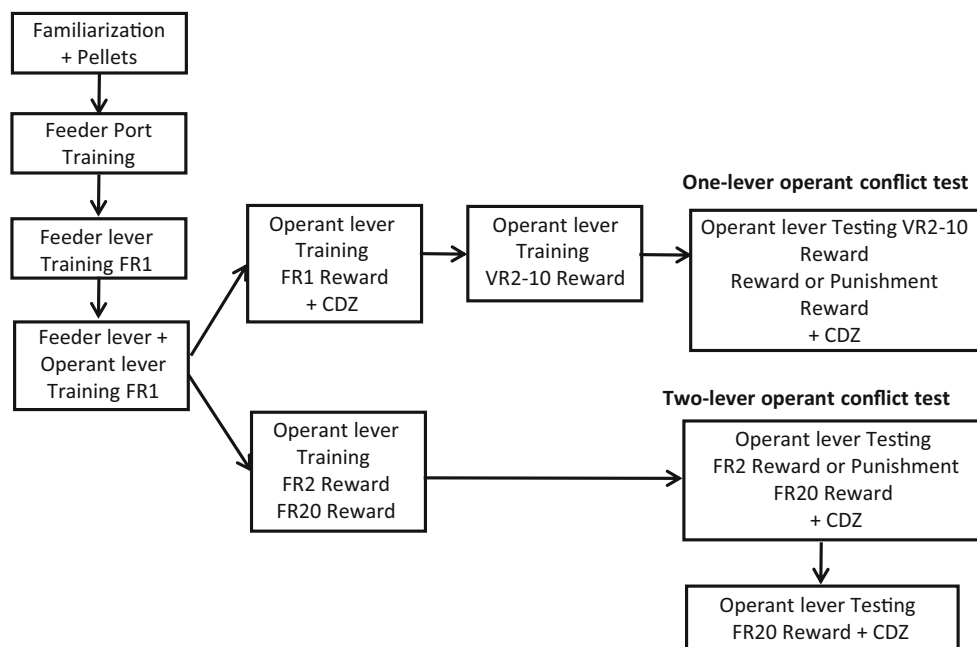 Familiarization
+ Pellets
Feeder Port
Training
Feeder lever
Training FR1
Feeder lever +
Operant lever
Training FR1
Operant lever
Training
FR1 Reward
+ CDZ
Operant lever
Training
VR2-10 Reward
One-lever operant conflict test
Operant lever Testing VR2-10
Reward
Reward or Punishment
Reward
+ CDZ
Operant lever
Training
FR2 Reward
FR20 Reward
Two-lever operant conflict test
Operant lever Testing
FR2 Reward or Punishment
FR20 Reward
+ CDZ
Operant lever Testing
FR20 Reward + CDZ